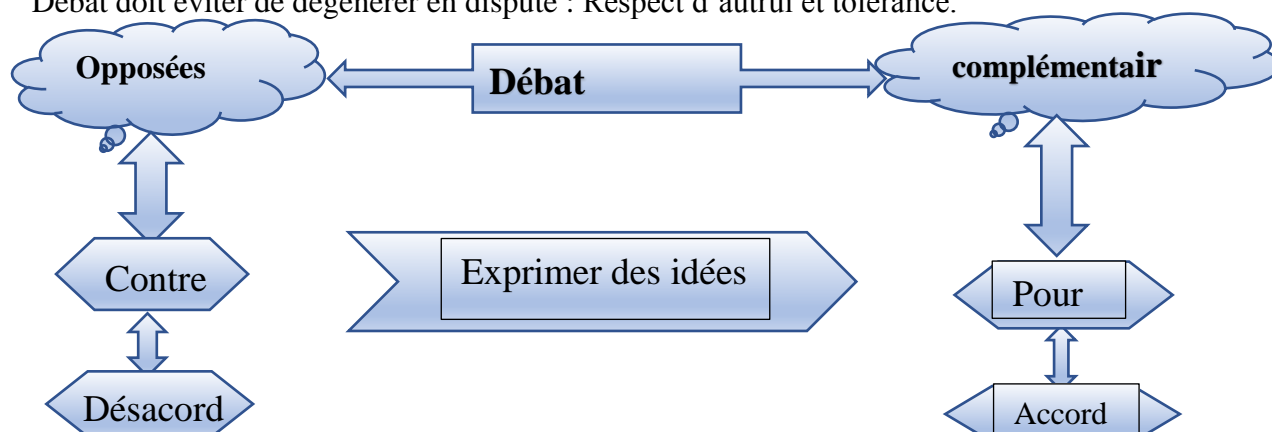 Débat doit éviter de dégénérer en dispute : Respect d'autrui et tolérance.
Opposées
Débat
complémentair
Contre
Exprimer des idées
Pour
Désacord
Accord